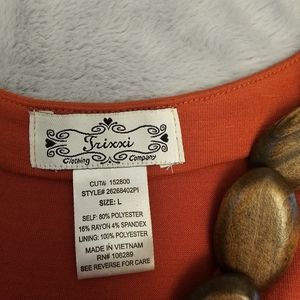 Trixxi
Clothing Company
CUT# 152800
STYLE# 26268402PI
SIZE: L
SELF: 80% POLYESTER
16% RAYON 4% SPANDEX
LINING: 100% POLYESTER
MADE IN VIETNAM
RN# 106289
SEE REVERSE FOR CARE